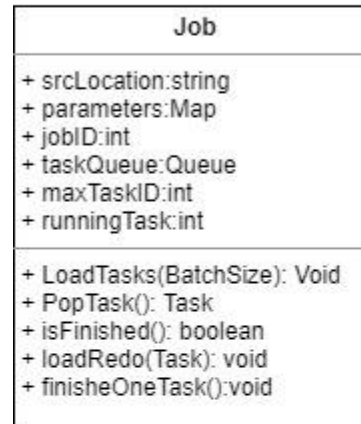 Job
+ srcLocation:string
+ parameters:Map
+ jobID:int
+ taskQueue:Queue
+ maxTaskID:int
+ runningTask:int
+ LoadTasks(BatchSize): Void
+ PopTask(): Task
+ isFinished(): boolean
+ loadRedo(Task): void
+ finisheOneTask():void